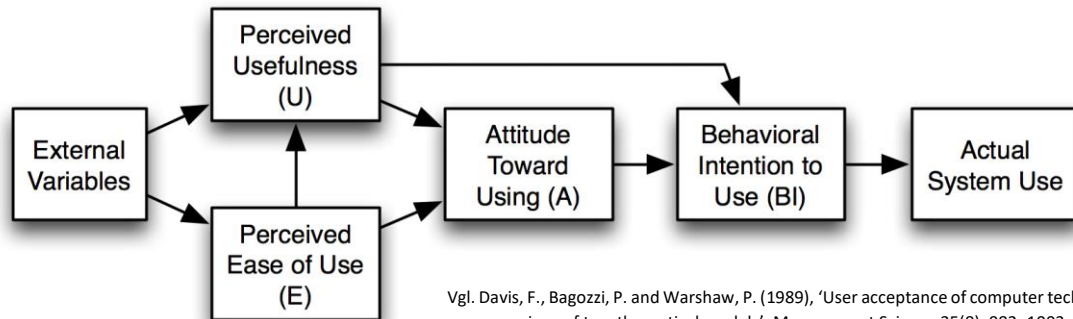 Perceived
Usefulness
(U)
External
Variables
Attitude
Toward
Using (A)
Behavioral
Intention to
Use (BI)
Actual
System Use
Perceived
Ease of Use
(E)
Vgl. Davis, F., Bagozzi, P. and Warshaw, P. (1989), ‘User acceptance of computer tech